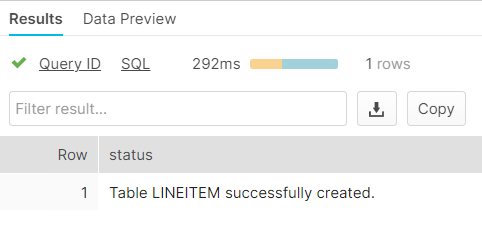 Results Data Preview
Query ID SQL 292ms 1 rows
Filter result... Copy
Row status
1 Table LINEITEM successfully created.